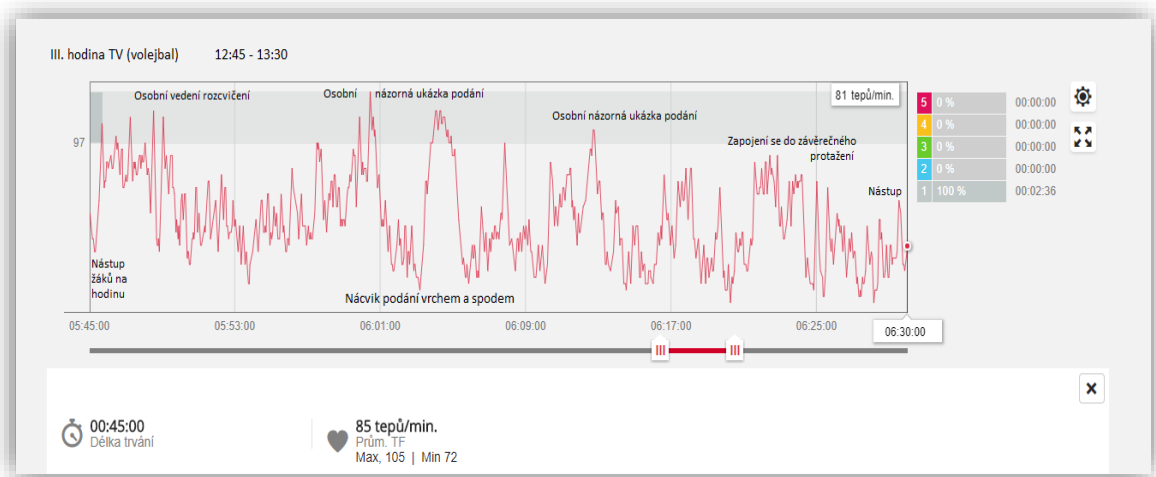 III. hodina TV (volejbal) 12:45 - 13:30
Osobní vedení rozcvičení
Osobní názorná ukázka podání
81 tepů/min.
Osobní názorná ukázka podání
97
Zapojení se do závěrečného
protažení
Nástup
Nástup
žáků na
hodinu
Nácvik podání vrchem a spodem
5 0 % 00:00:00
4 0 % 00:00:00
3 0 % 00:00:00
2 0 % 00:00:00
1 100 % 00:02:36
05:45:00 05:53:00 06:01:00 06:09:00 06:17:00 06:25:00 06:30:00
00:45:00
Délka trvání
85 tepů/min.
Prům. TF
Max, 105 | Min 72